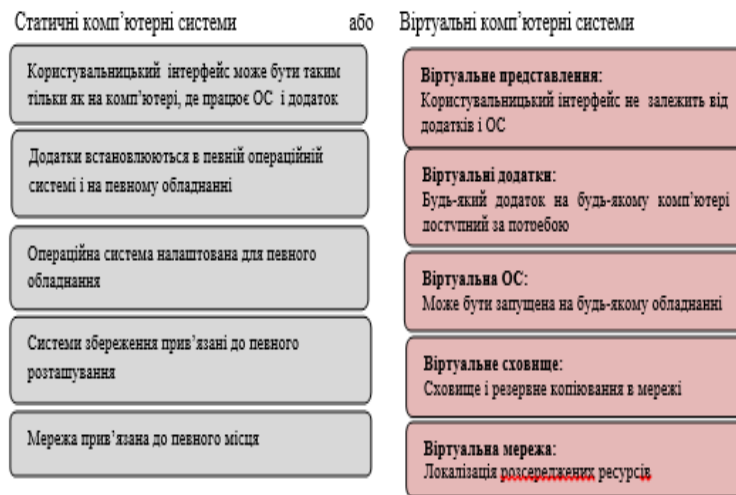 Статичні комп’ютерні системи або Віртуальні комп’ютерні системи
Користувальницький інтерфейс може бути таким
тільки як на комп’ютері, де працює ОС і додаток
Додатки встановлюються в певній операційній
системі і на певному обладнанні
Операційна система налаштована для певного
обладнання
Системи збереження прив’язані до певного
розташування
Мережа прив’язана до певного місця
Віртуальне представлення:
Користувальницький інтерфейс не залежить від
додатків і ОС
Віртуальні додатки:
Будь-який додаток на будь-якому комп’ютері
доступний за потребою
Віртуальна ОС:
Може бути запущена на будь-якому обладнанні
Віртуальне сховище:
Сховище і резервне копіювання в мережі
Віртуальна мережа:
Локалізація розсереджених ресурсів